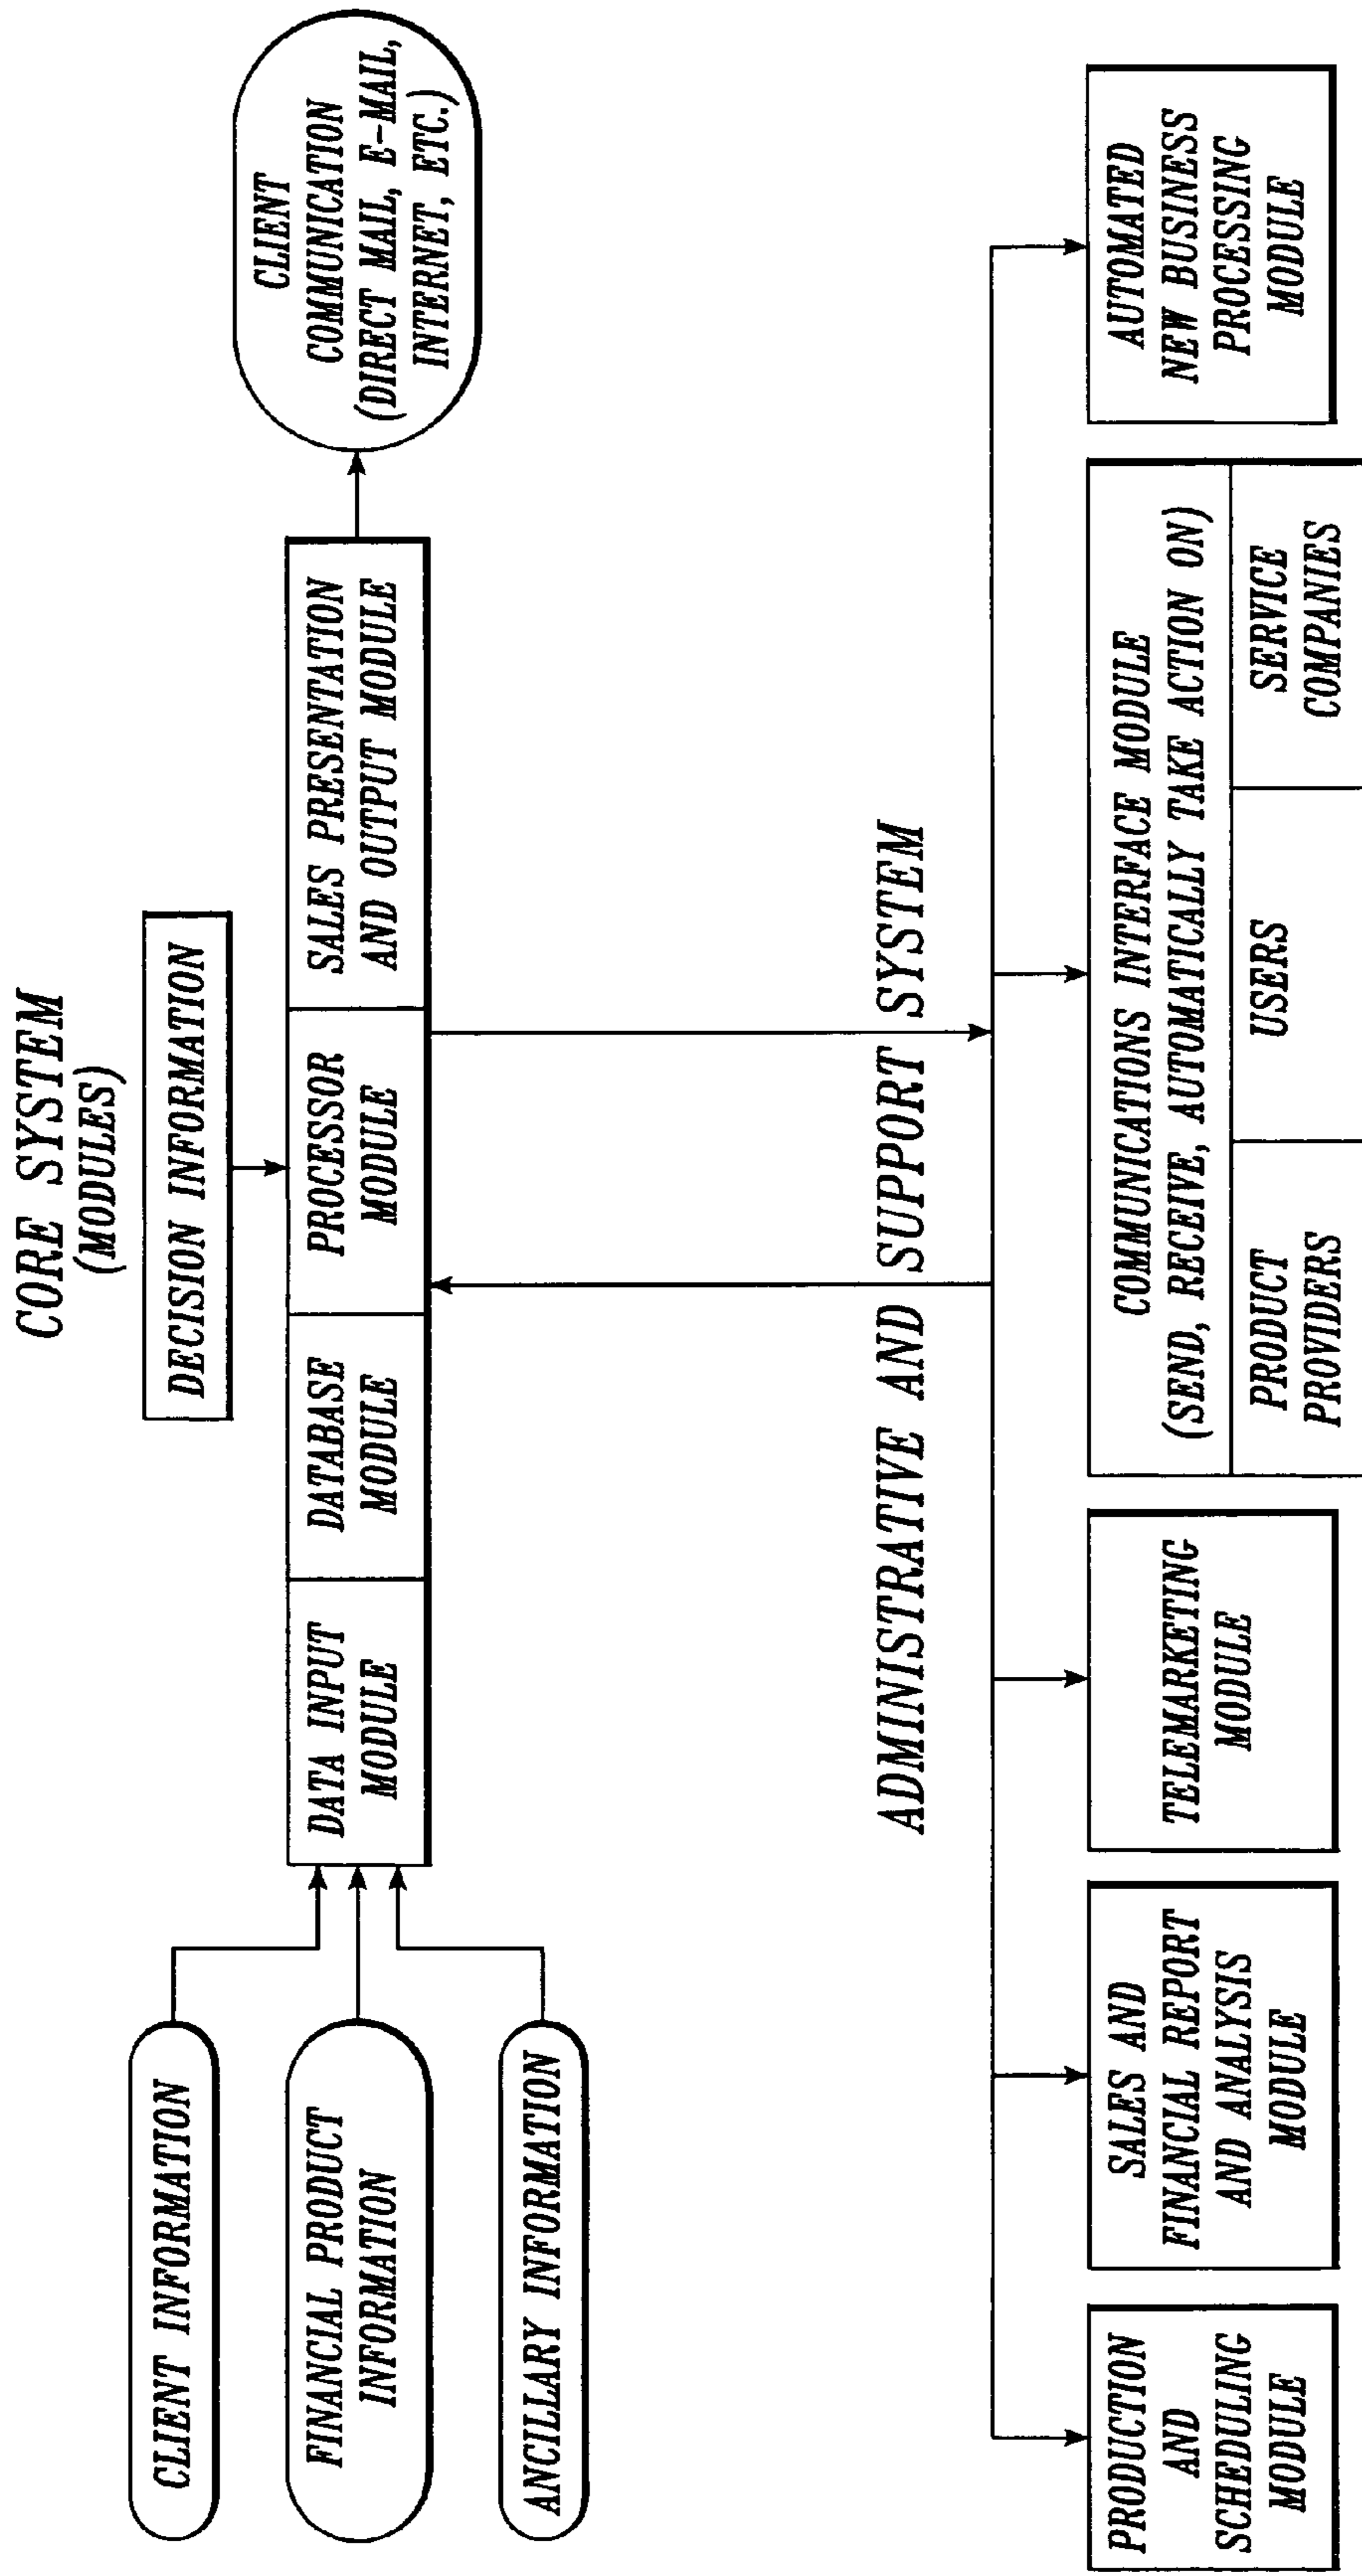 CORE SYSTEM
(MODULES)
DECISION INFORMATION
CLIENT INFORMATION
FINANCIAL PRODUCT
INFORMATION
ANCILLARY INFORMATION
DATA INPUT
MODULE
DATABASE
MODULE
PROCESSOR
MODULE
SALES PRESENTATION
AND OUTPUT MODULE
CLIENT
COMMUNICATION
(DIRECT MAIL, E-MAIL,
INTERNET, ETC.)
ADMINISTRATIVE AND SUPPORT SYSTEM
PRODUCTION
AND
SCHEDULING
MODULE
SALES AND
FINANCIAL REPORT
AND ANALYSIS
MODULE
TELEMARKETING
MODULE
COMMUNICATIONS INTERFACE MODULE
(SEND, RECEIVE, AUTOMATICALLY TAKE ACTION ON)
PRODUCT
PROVIDERS
USERS
SERVICE
COMPANIES
AUTOMATED
NEW BUSINESS
PROCESSING
MODULE